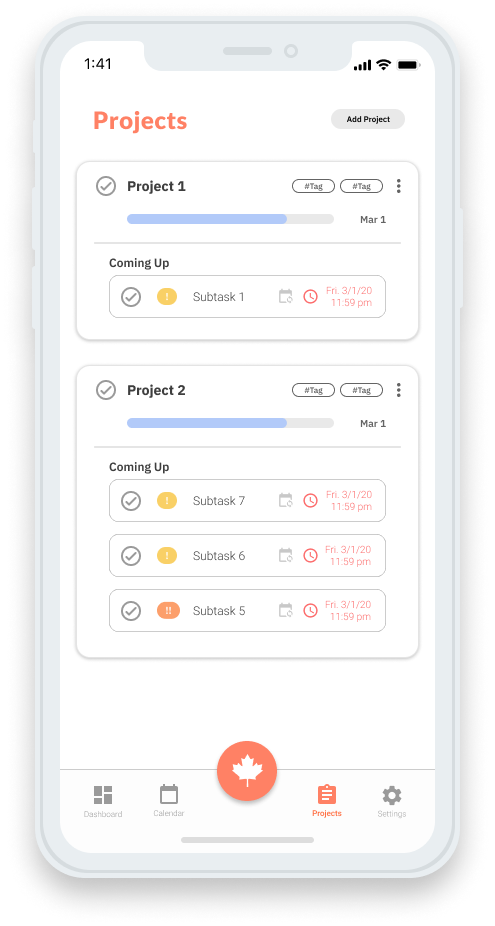 1:41
Projects
Add Project
Project 1
#Tag
#Tag
Mar 1
Coming Up
!
Subtask 1
Fri. 3/1/20
11:59 pm
Project 2
#Tag
#Tag
Mar 1
Coming Up
!
Subtask 7
Fri. 3/1/20
11:59 pm
!
Subtask 6
Fri. 3/1/20
11:59 pm
!!
Subtask 5
Fri. 3/1/20
11:59 pm
Dashboard
Calendar
Projects
Settings